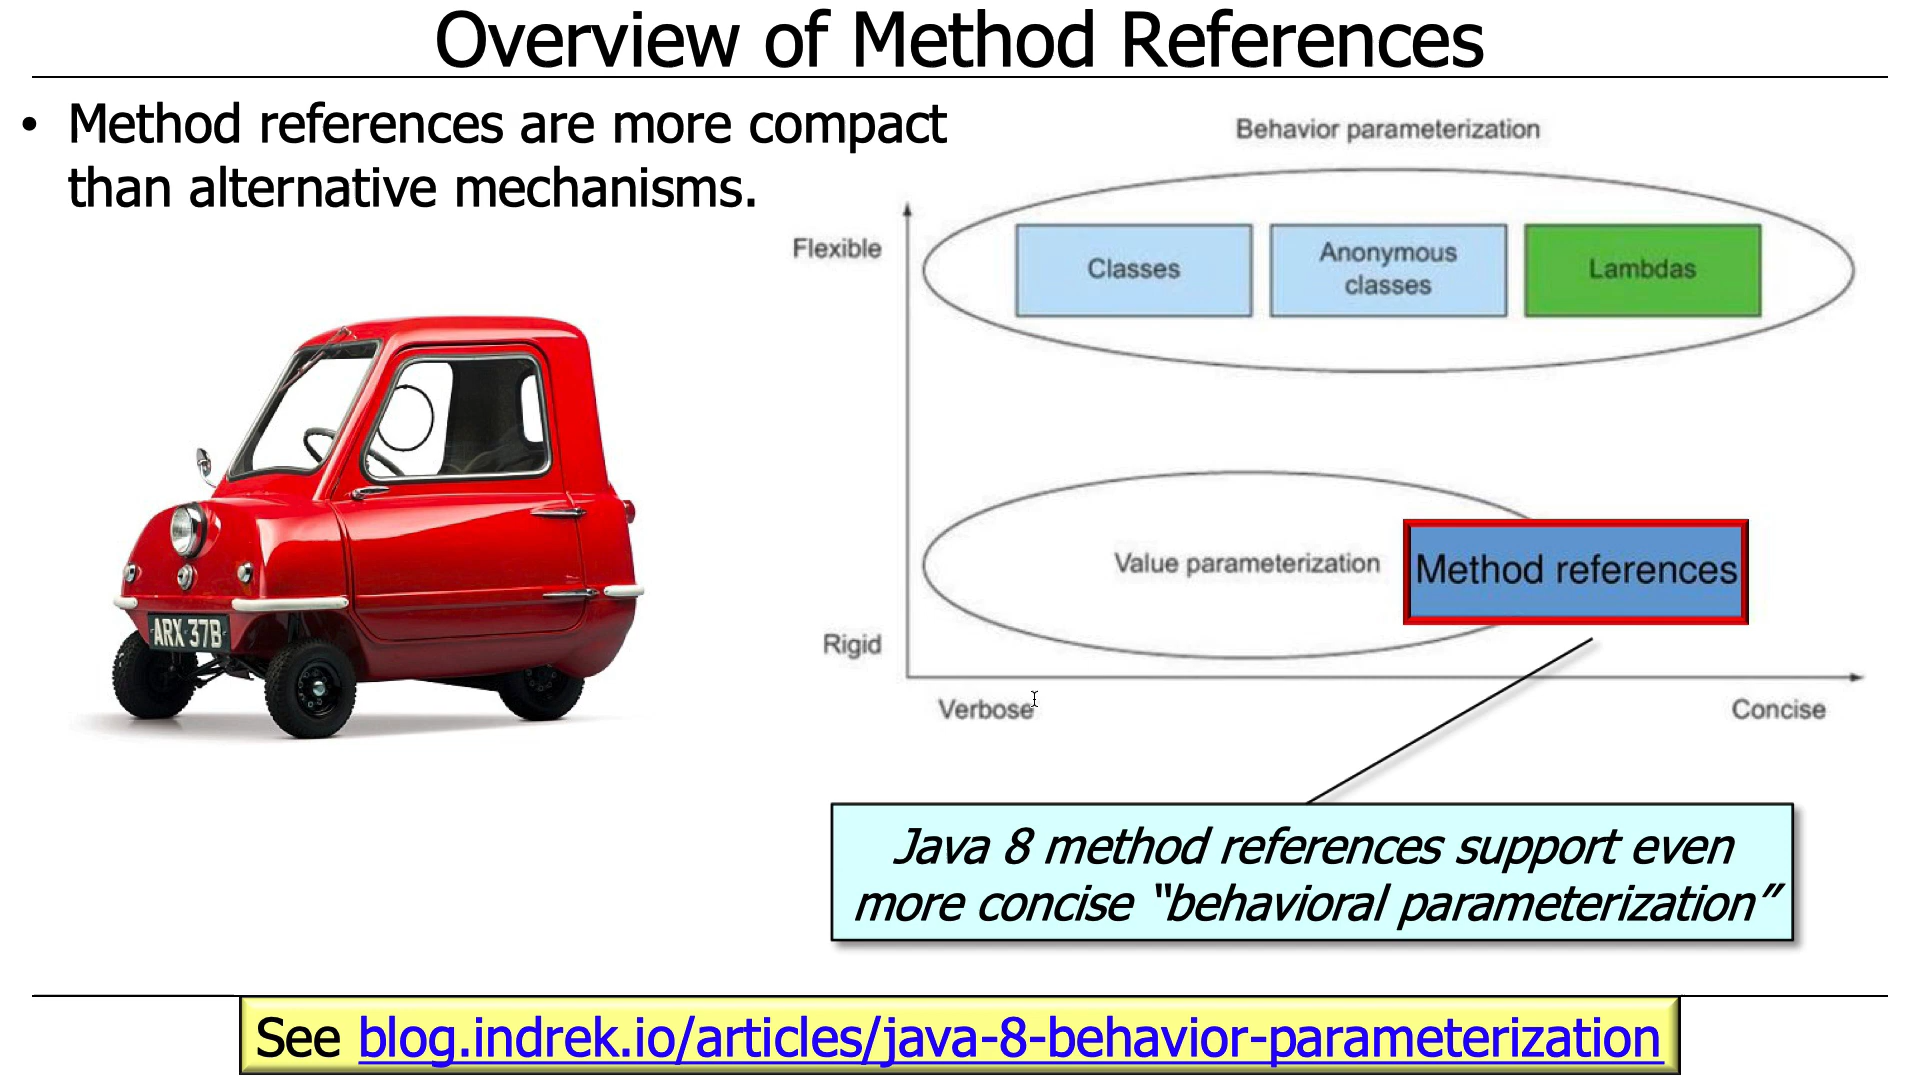 Overview of Method References
• Method references are more compact
than alternative mechanisms.
Behavior parameterization
Flexible
Classes
Anonymous
classes
Lambdas
Value parameterization
Method references
Rigid
Verbose
Concise
ARX 37B
Java 8 method references support even
more concise “behavioral parameterization”
See blog.indrek.io/articles/java-8-behavior-parameterization